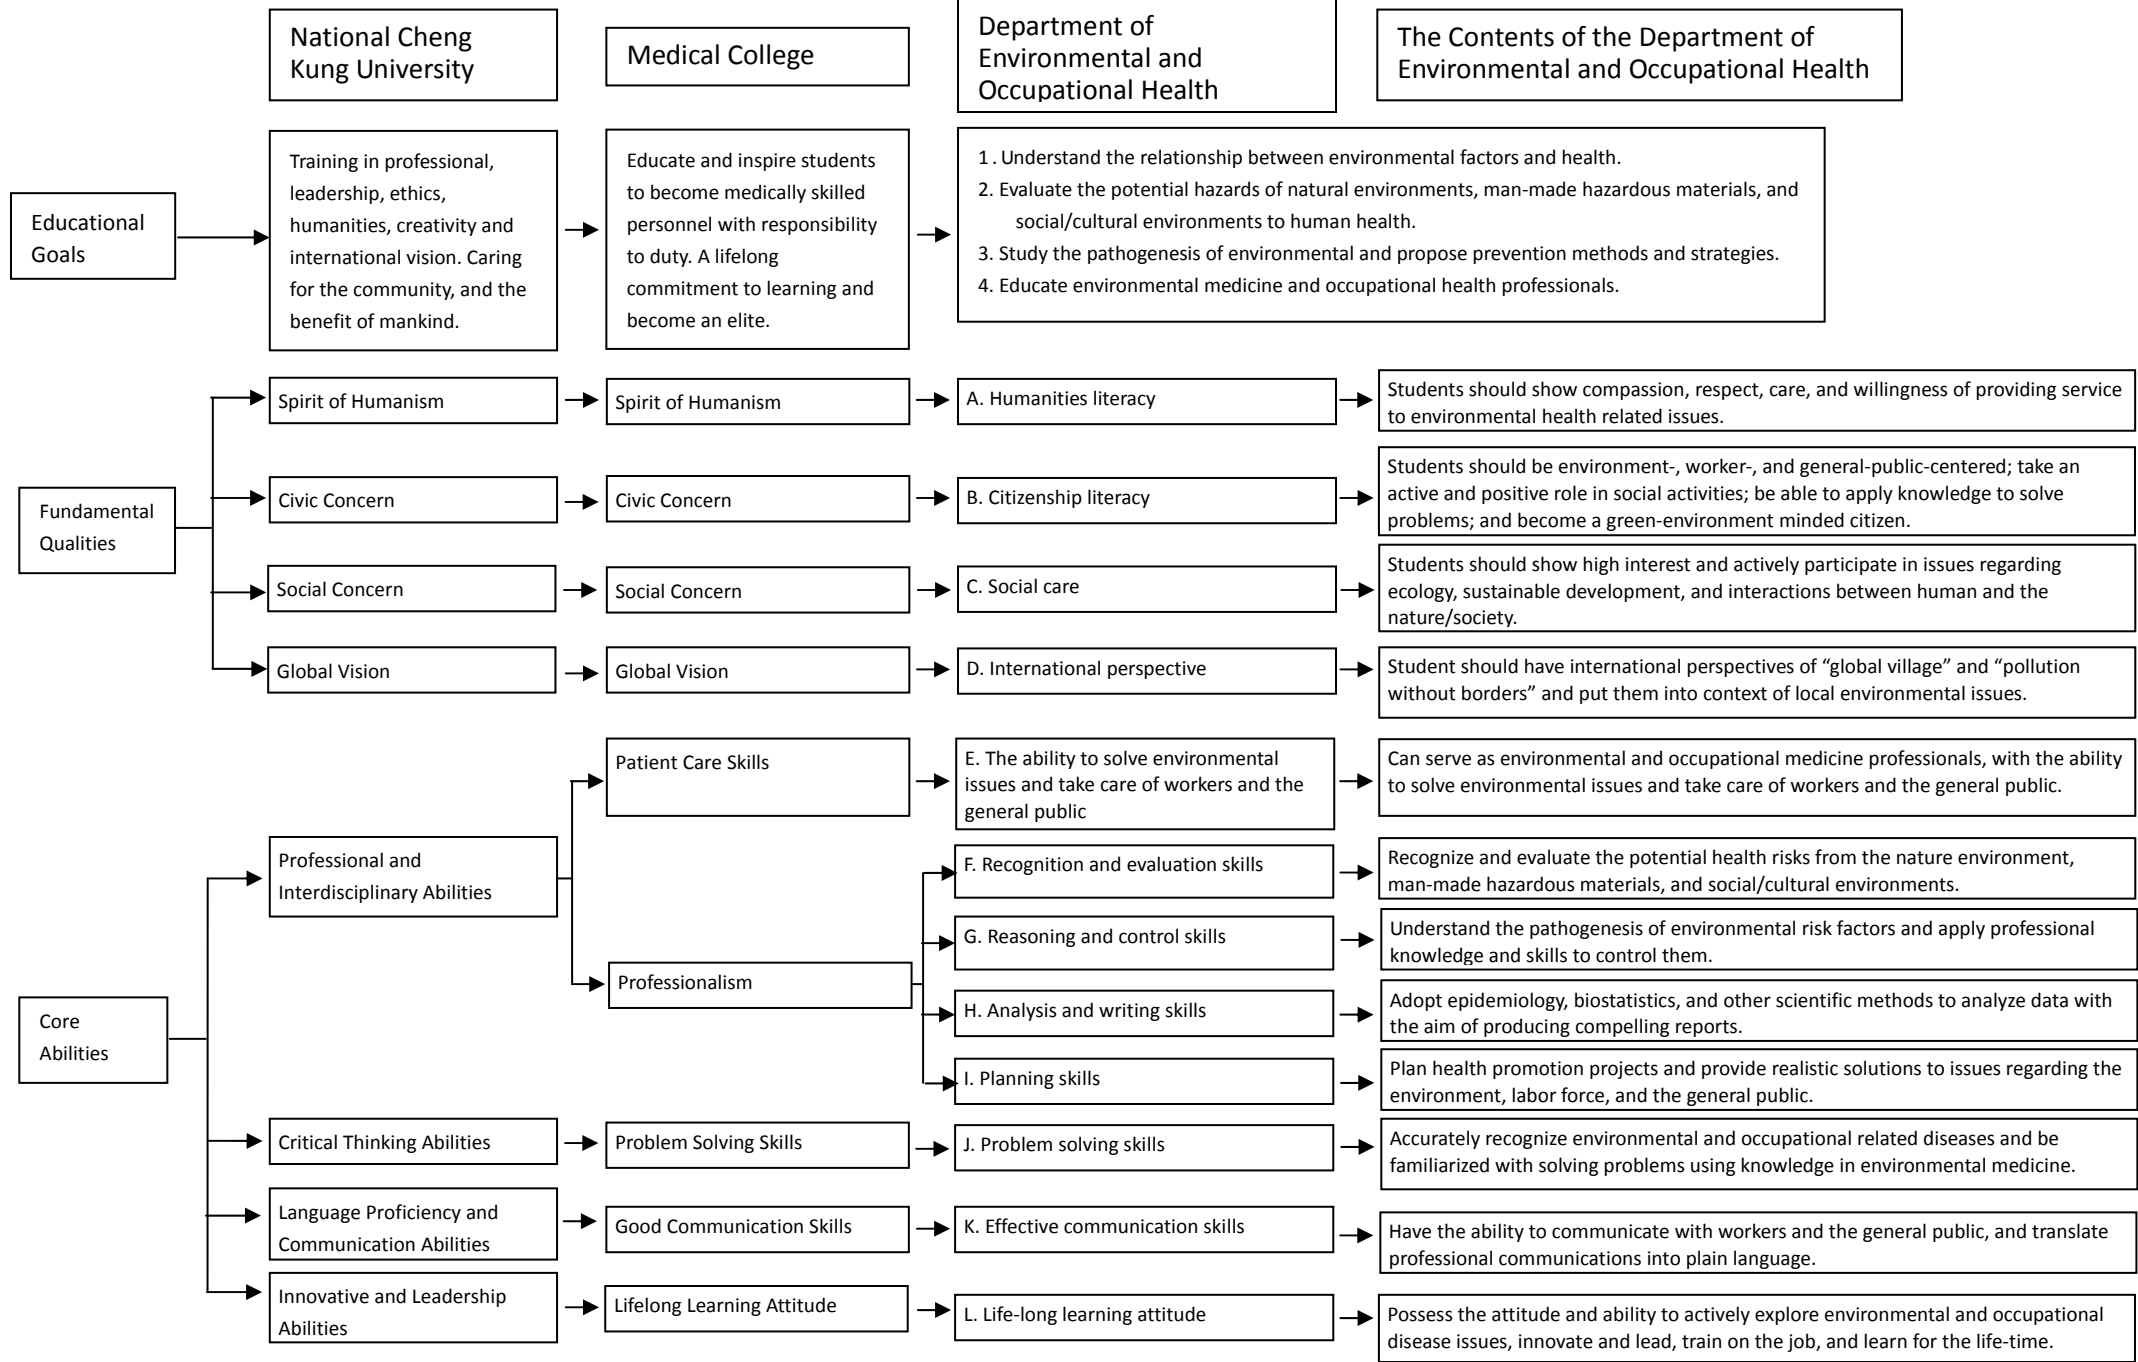 National Cheng
Kung University
Medical College
Department of
Environmental and
Occupational Health
The Contents of the Department of
Environmental and Occupational Health
Educational
Goals
Training in professional,
leadership, ethics,
humanities, creativity and
international vision. Caring
for the community, and the
benefit of mankind.
Educate and inspire students
to become medically skilled
personnel with responsibility
to duty. A lifelong
commitment to learning and
become an elite.
1. Understand the relationship between environmental factors and health.
2. Evaluate the potential hazards of natural environments, man-made hazardous materials, and
social/cultural environments to human health.
3. Study the pathogenesis of environmental and propose prevention methods and strategies.
4. Educate environmental medicine and occupational health professionals.
Fundamental
Qualities
Spirit of Humanism
Spirit of Humanism
A. Humanities literacy
Students should show compassion, respect, care, and willingness of providing service
to environmental health related issues.
Civic Concern
Civic Concern
B. Citizenship literacy
Students should be environment-, worker-, and general-public-centered; take an
active and positive role in social activities; be able to apply knowledge to solve
problems; and become a green-environment minded citizen.
Social Concern
Social Concern
C. Social care
Students should show high interest and actively participate in issues regarding
ecology, sustainable development, and interactions between human and the
nature/society.
Global Vision
Global Vision
D. International perspective
Student should have international perspectives of “global village” and “pollution
without borders” and put them into context of local environmental issues.
Core
Abilities
Professional and
Interdisciplinary Abilities
Patient Care Skills
E. The ability to solve environmental
issues and take care of workers and the
general public
Can serve as environmental and occupational medicine professionals, with the ability
to solve environmental issues and take care of workers and the general public.
Professionalism
F. Recognition and evaluation skills
Recognize and evaluate the potential health risks from the nature environment,
man-made hazardous materials, and social/cultural environments.
G. Reasoning and control skills
Understand the pathogenesis of environmental risk factors and apply professional
knowledge and skills to control them.
H. Analysis and writing skills
Adopt epidemiology, biostatistics, and other scientific methods to analyze data with
the aim of producing compelling reports.
I. Planning skills
Plan health promotion projects and provide realistic solutions to issues regarding the
environment, labor force, and the general public.
Critical Thinking Abilities
Problem Solving Skills
J. Problem solving skills
Accurately recognize environmental and occupational related diseases and be
familiarized with solving problems using knowledge in environmental medicine.
Language Proficiency and
Communication Abilities
Good Communication Skills
K. Effective communication skills
Have the ability to communicate with workers and the general public, and translate
professional communications into plain language.
Innovative and Leadership
Abilities
Lifelong Learning Attitude
L. Life-long learning attitude
Possess the attitude and ability to actively explore environmental and occupational
disease issues, innovate and lead, train on the job, and learn for the life-time.